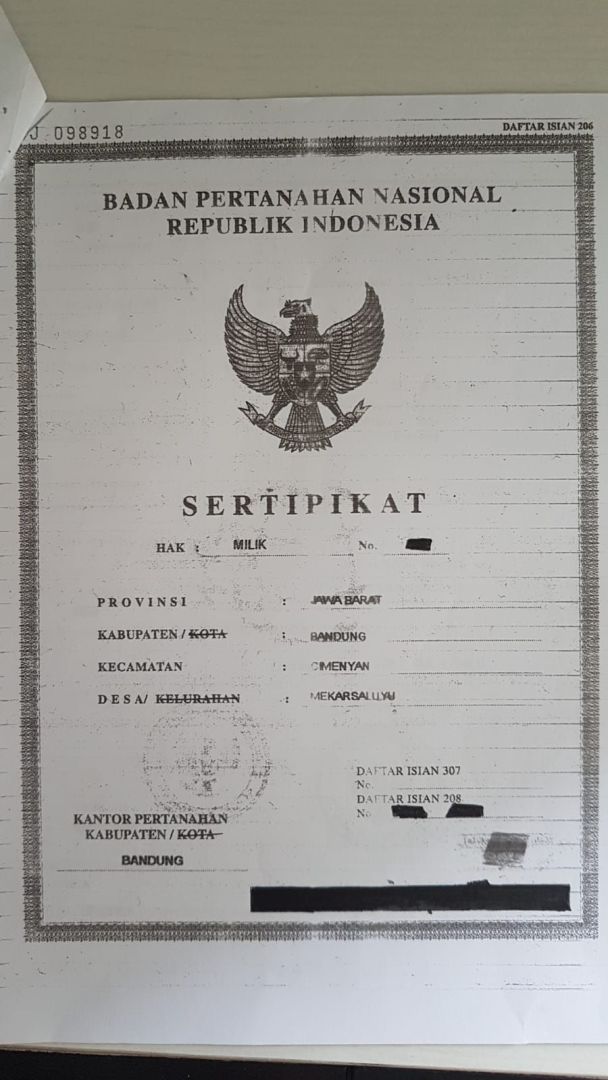 J 098918
DAFTAR ISIAN 206
BADAN PERTANAHAN NASIONAL
REPUBLIK INDONESIA
SERTIPIKAT
HAK : MILIK No.
PROVINSI : JAWA BARAT
KABUPATEN / KOTA : BANDUNG
KECAMATAN : CIMENYAN
DESA/ KELURAHAN : MEKARSALUYU
DAFTAR ISIAN 307
No.
DAFTAR ISIAN 208
No
KANTOR PERTANAHAN
KABUPATEN / KOTA
BANDUNG